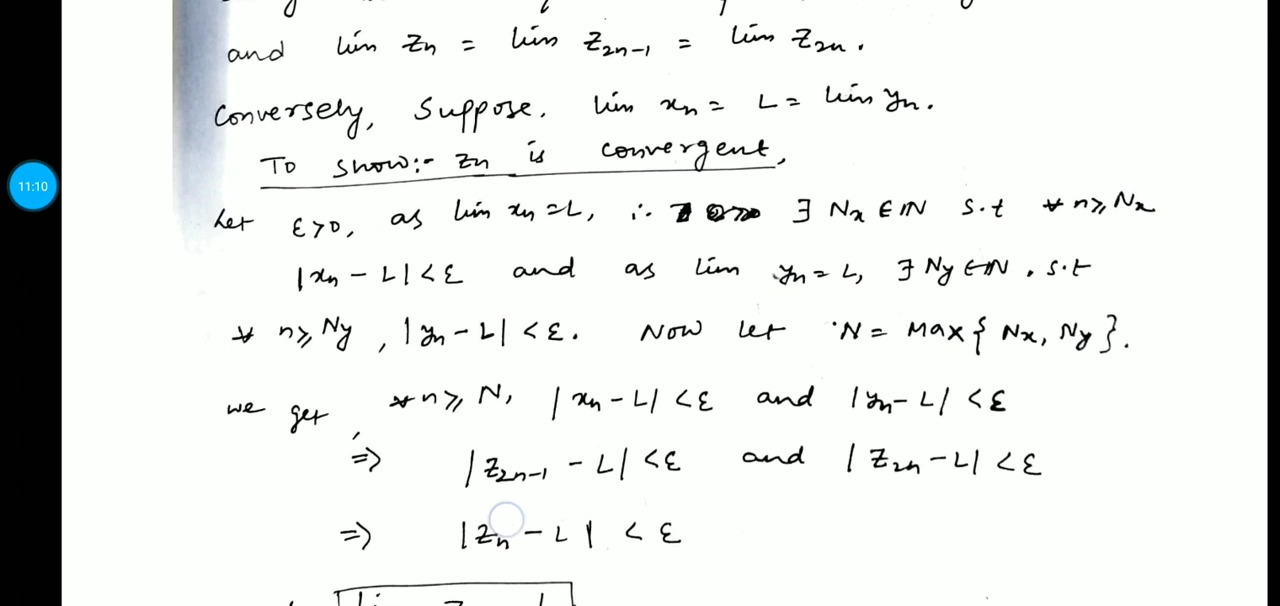 and lim Zn = lim Z2n-1 = lim Z2n.
Conversely, Suppose, lim xn = L = lim yn.
To show:- Zn is convergent,
11:10
Let ε>0, as lim xn = L, ∴ ∃ Nx ∈ IN s.t ∀ n≥Nx
|xn - L| < ε and as lim yn = L, ∃ Ny ∈ IN, s.t
∀ n≥Ny, |yn - L| < ε. Now let N = Max{Nx, Ny}.
we get, ∀ n≥N, |xn - L| < ε and |yn - L| < ε
=> |Z2n-1 - L| < ε and |Z2n - L| < ε
=> |Zn - L| < ε